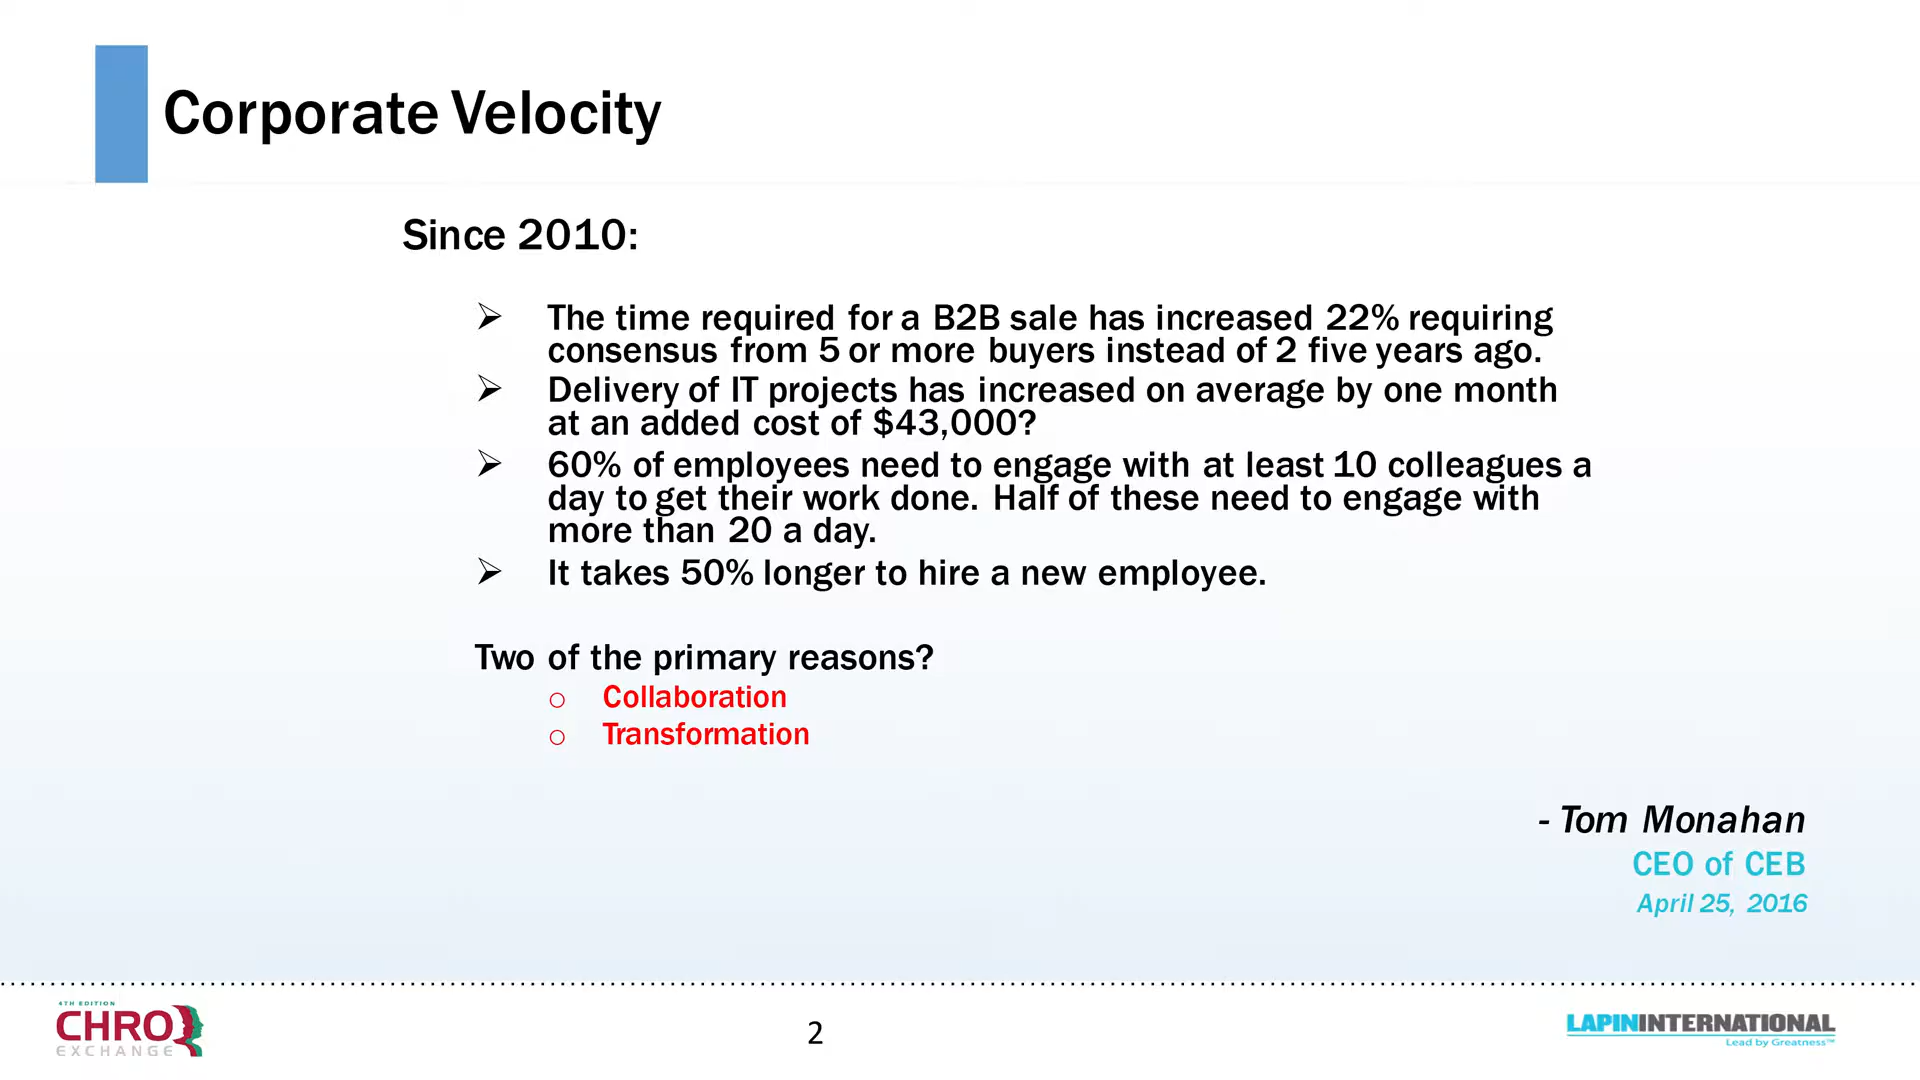 Corporate Velocity
Since 2010:
➢ The time required for a B2B sale has increased 22% requiring
consensus from 5 or more buyers instead of 2 five years ago.
➢ Delivery of IT projects has increased on average by one month
at an added cost of $43,000?
➢ 60% of employees need to engage with at least 10 colleagues a
day to get their work done. Half of these need to engage with
more than 20 a day.
➢ It takes 50% longer to hire a new employee.
Two of the primary reasons?
o Collaboration
o Transformation
- Tom Monahan
CEO of CEB
April 25, 2016
4TH EDITION
CHRO
EXCHANGE
2
LAPININTERNATIONAL
Lead by Greatness™